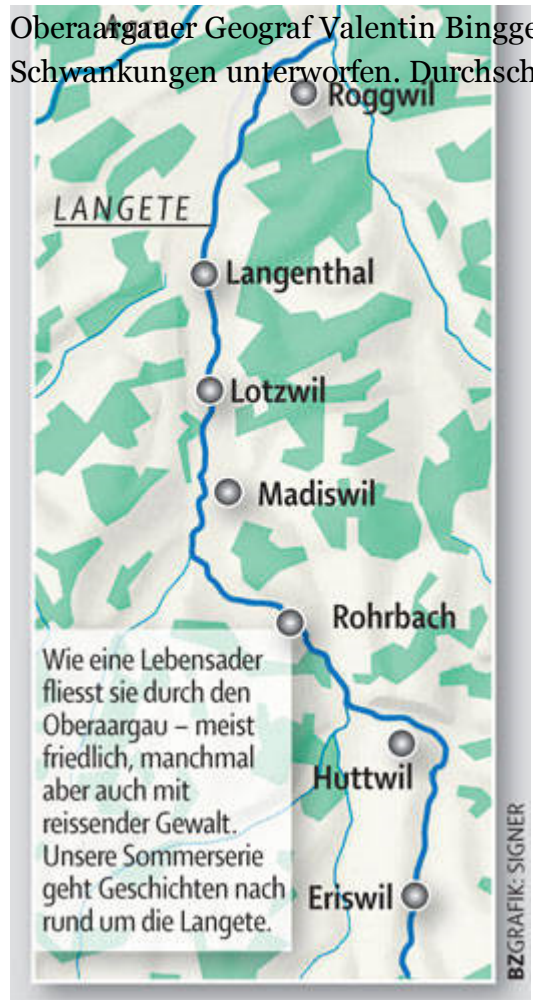 Oberaargauer Geograf Valentin Bingge
Schwankungen unterworfen. Durchsch
Roggwil
LANGETE
Langenthal
Lotzwil
Madiswil
Rohrbach
Wie eine Lebensader
fliesst sie durch den
Oberaargau – meist
friedlich, manchmal
aber auch mit
reissender Gewalt.
Unsere Sommerserie
geht Geschichten nach
rund um die Langete.
Huttwil
Eriswil
BZGRAFIK: SIGNER